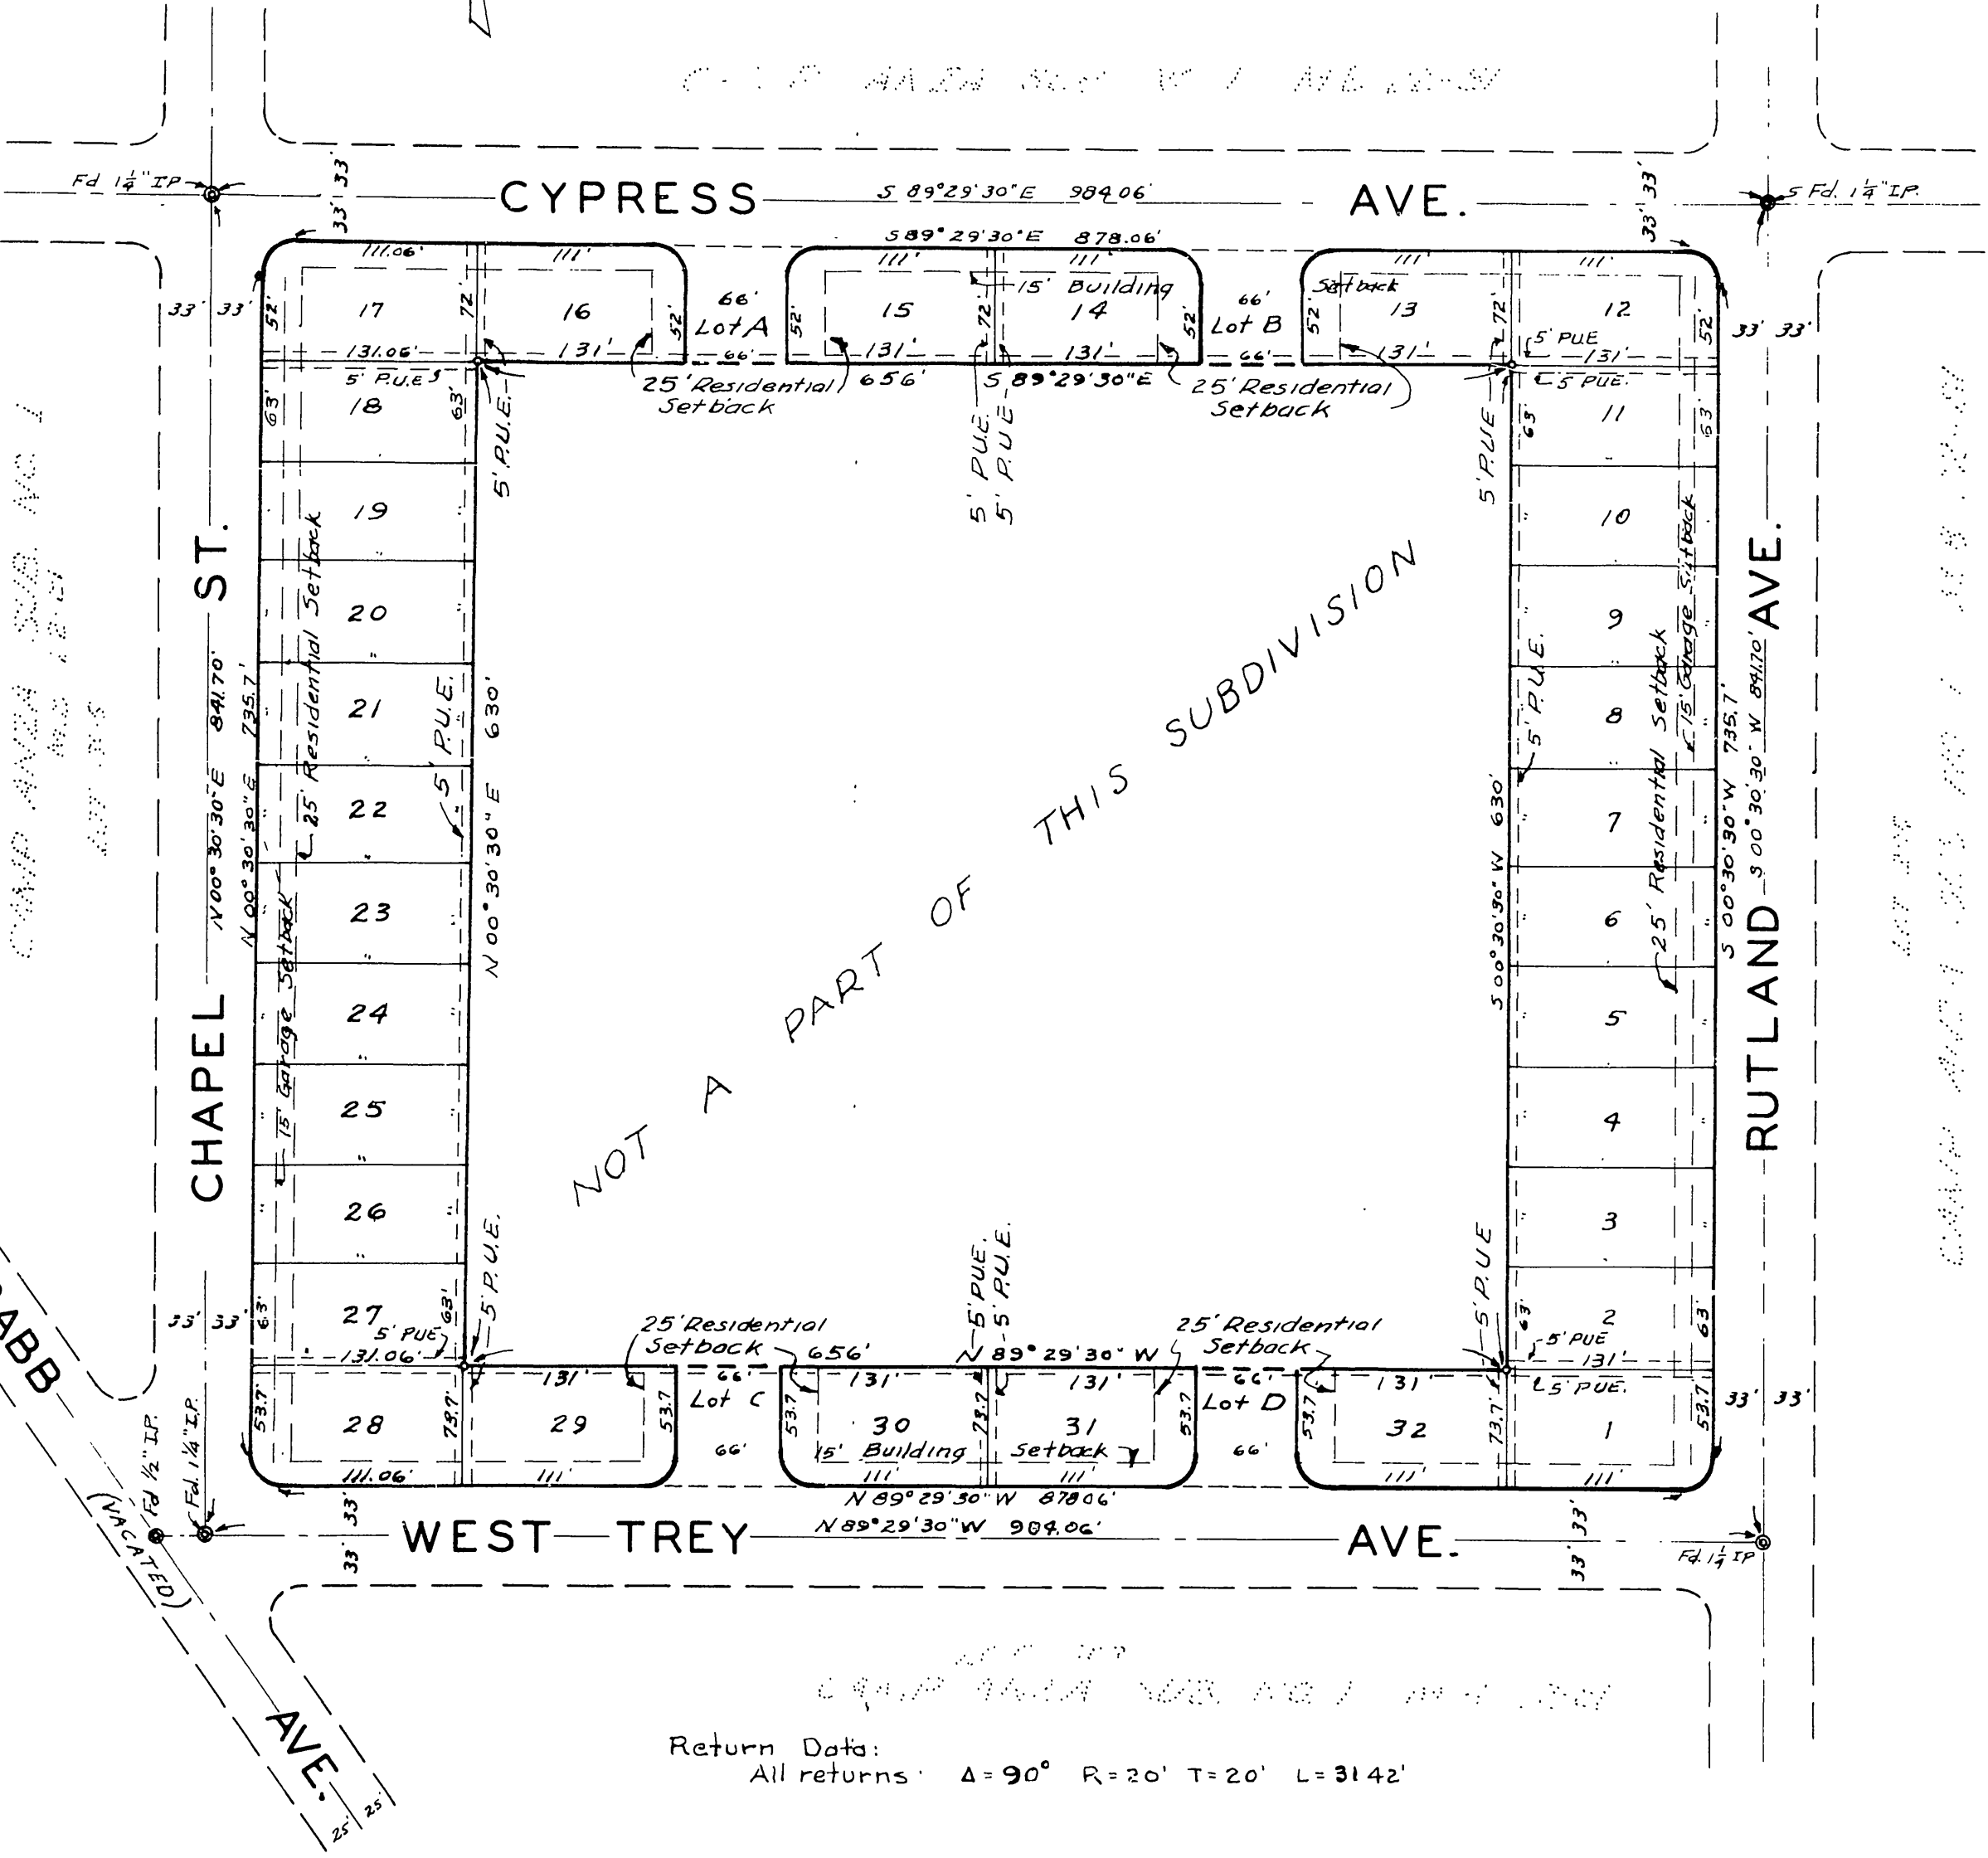 Fd 1¼" IP
33' 33'
CYPRESS AVE.
S 89°29'30"E 984.06'
S 89°29'30"E 878.06'
33' 33'
Fd. 1¼" IP.
33' 33'
52'
111.06'
17
131.06'
72'
111'
16
131'
52'
66'
Lot A
66'
52'
111'
15
131'
72'
15' Building
111'
14
131'
52'
66'
Lot B
66'
52'
Setback
111'
13
131'
72'
111'
12
5' PUE
131'
5' PUE.
52'
33' 33'
5' P.U.E.
25' Residential
Setback
656' S 89°29'30"E
25' Residential
Setback
5' P.U.E.
5' P.U.E.
5' P.U.E
5' P.U.E
63'
18
63'
19
20
21
22
23
24
25
26
63'
27
63'
5' PUE
131.06'
CHAPEL ST.
N 00°30'30" E 841.70'
N 00°30'30" E 735.7'
25' Residential Setback
15' Garage Setback
5' P.U.E.
N 00°30'30" E 630'
NOT A PART OF THIS SUBDIVISION
63'
11
63'
10
9
8
7
6
5
4
3
63'
2
63'
5' PUE
131'
5' PUE.
S 00°30'30" W 630'
5' P.U.E.
25' Residential Setback
15' Garage Setback
S 00°30'30" W 735.7'
S 00°30'30" W 841.70'
RUTLAND AVE.
33' 33'
5' P.U.E.
25' Residential
Setback
656' N 89°29'30" W
5' P.U.E.
5' P.U.E.
25' Residential
Setback
5' P.U.E
53.7'
28
111.06'
73.7'
131'
29
111'
53.7
66'
Lot C
66'
53.7
131'
30
15' Building
111'
73.7'
131'
31
Setback
111'
53.7
66'
Lot D
66'
53.7'
131'
32
111'
73.7'
1
111'
53.7'
33' 33'
N 89°29'30" W 878.06'
WEST TREY AVE.
N 89°29'30" W 984.06'
33' 33'
33' 33'
Fd ½" IP.
Fd. 1¼" IP.
Fd. 1¼ IP
ABB
(VACATED)
AVE.
25' 25'
Return Data:
All returns Δ = 90° R = 20' T = 20' L = 31.42'